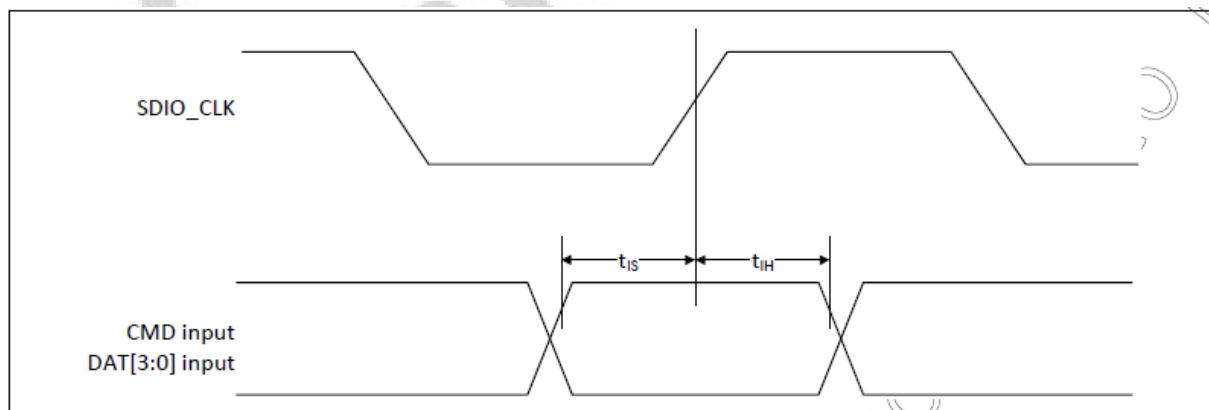 SDIO_CLK
tIS
tIH
CMD input
DAT[3:0] input